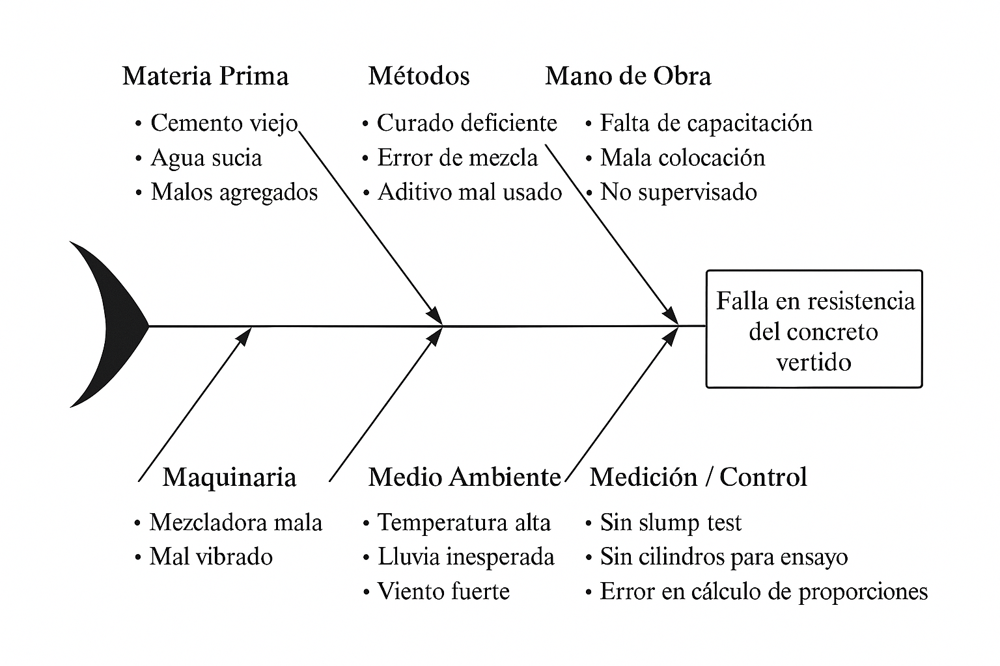 Materia Prima
• Cemento viejo
• Agua sucia
• Malos agregados
Métodos
• Curado deficiente
• Error de mezcla
• Aditivo mal usado
Mano de Obra
• Falta de capacitación
• Mala colocación
• No supervisado
Falla en resistencia
del concreto
vertido
Maquinaria
• Mezcladora mala
• Mal vibrado
Medio Ambiente
• Temperatura alta
• Lluvia inesperada
• Viento fuerte
Medición / Control
• Sin slump test
• Sin cilindros para ensayo
• Error en cálculo de proporciones